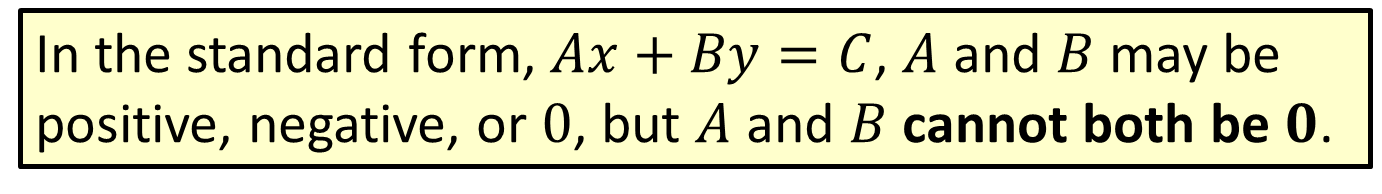 In the standard form, Ax + By = C, A and B may be
positive, negative, or 0, but A and B cannot both be 0.